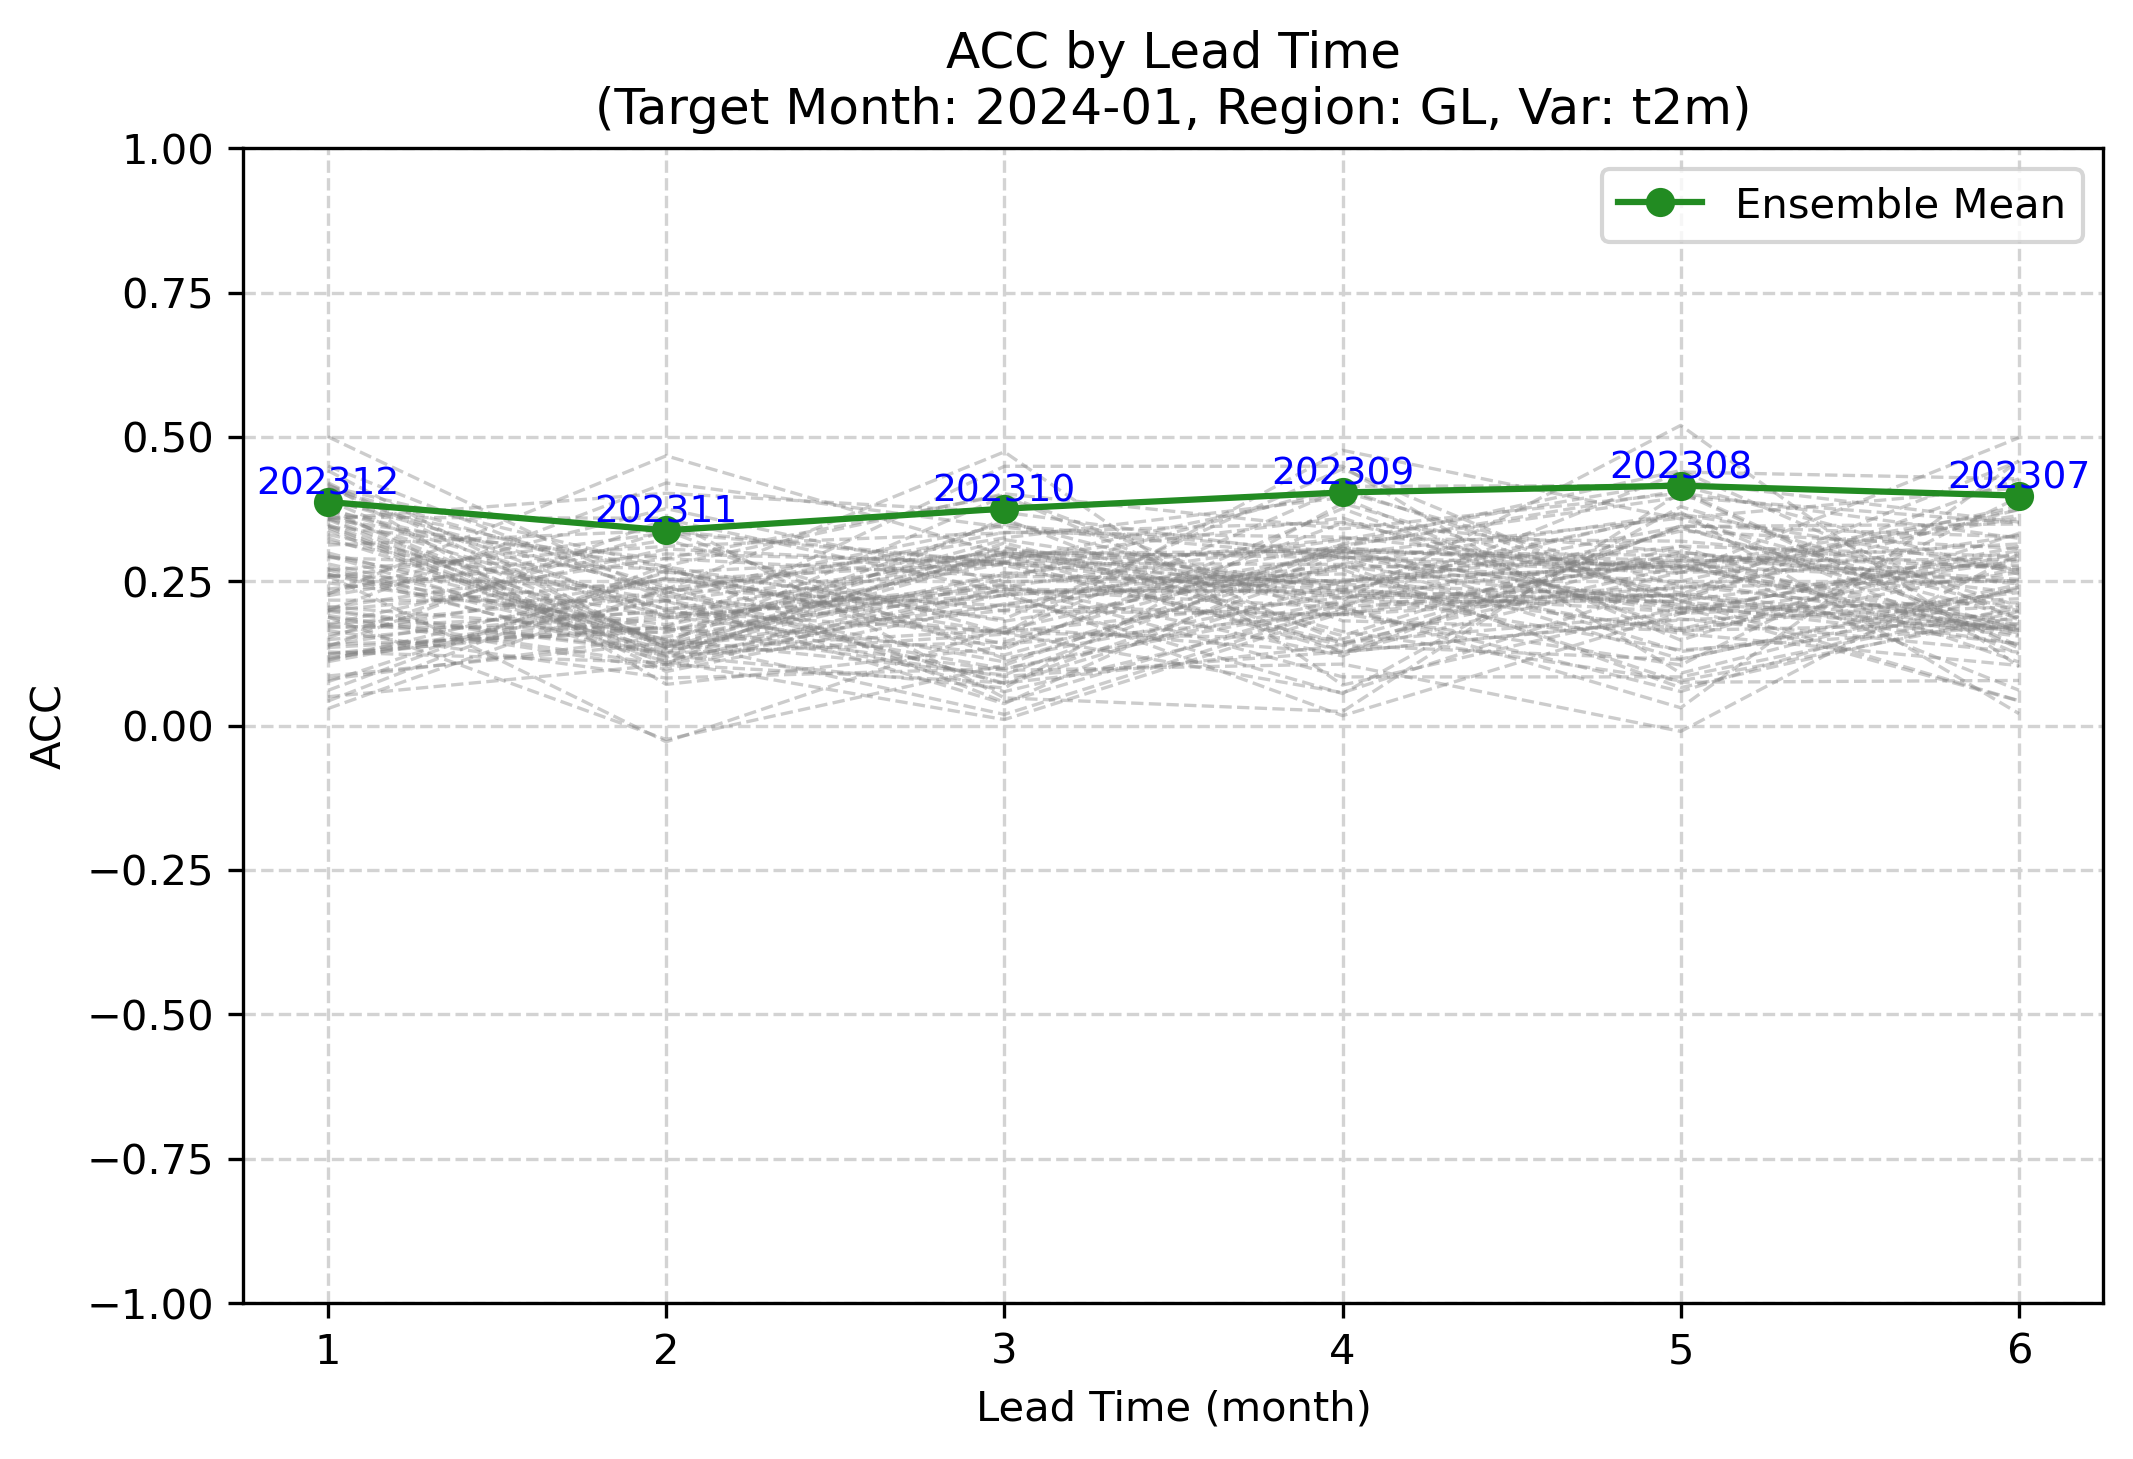 ACC by Lead Time
(Target Month: 2024-01, Region: GL, Var: t2m)
Ensemble Mean
1.00
0.75
0.50
0.25
0.00
−0.25
−0.50
−0.75
−1.00
ACC
202312
202311
202310
202309
202308
202307
1 2 3 4 5 6
Lead Time (month)